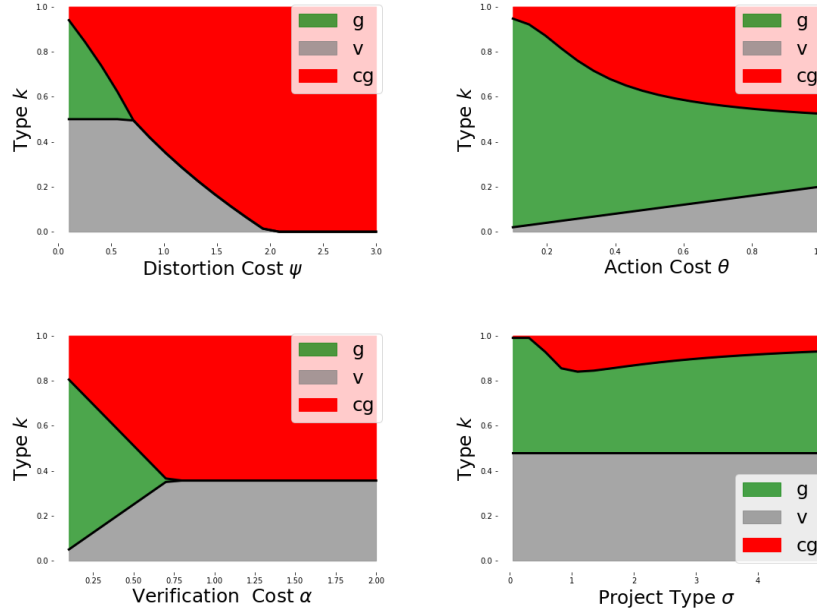 1.0
0.8
0.6
0.4
0.2
0.0
Type k
0.0 0.5 1.0 1.5 2.0 2.5 3.0
Distortion Cost ψ
g
v
cg
1.0
0.8
0.6
0.4
0.2
0.0
Type k
0.2 0.4 0.6 0.8 1
Action Cost θ
g
v
cg
1.0
0.8
0.6
0.4
0.2
0.0
Type k
0.25 0.50 0.75 1.00 1.25 1.50 1.75 2.00
Verification Cost α
g
v
cg
1.0
0.8
0.6
0.4
0.2
0.0
Type k
0 1 2 3 4
Project Type σ
g
v
cg